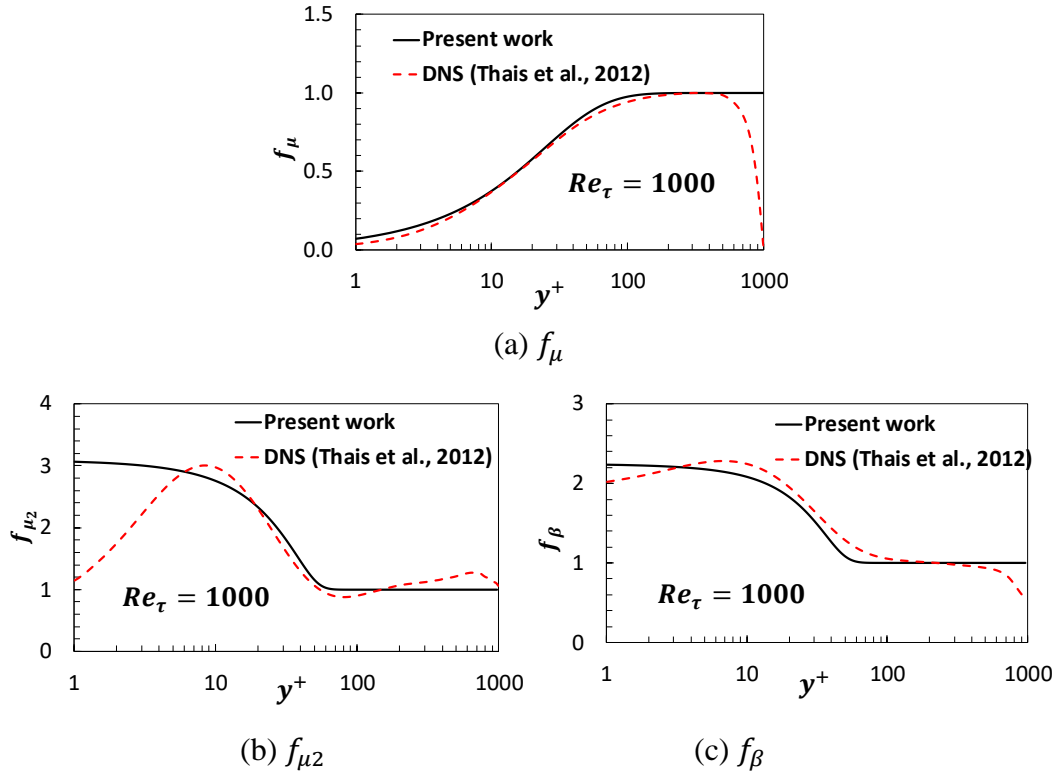 1.5
1.0
0.5
0.0
f_μ
Present work
DNS (Thais et al., 2012)
Re_τ = 1000
1 10 100 1000
y⁺
(a) f_μ
4
3
2
1
0
f_μ₂
Present work
DNS (Thais et al., 2012)
Re_τ = 1000
1 10 100 1000
y⁺
(b) f_μ2
3
2
1
0
f_β
Present work
DNS (Thais et al., 2012)
Re_τ = 1000
1 10 100 1000
y⁺
(c) f_β